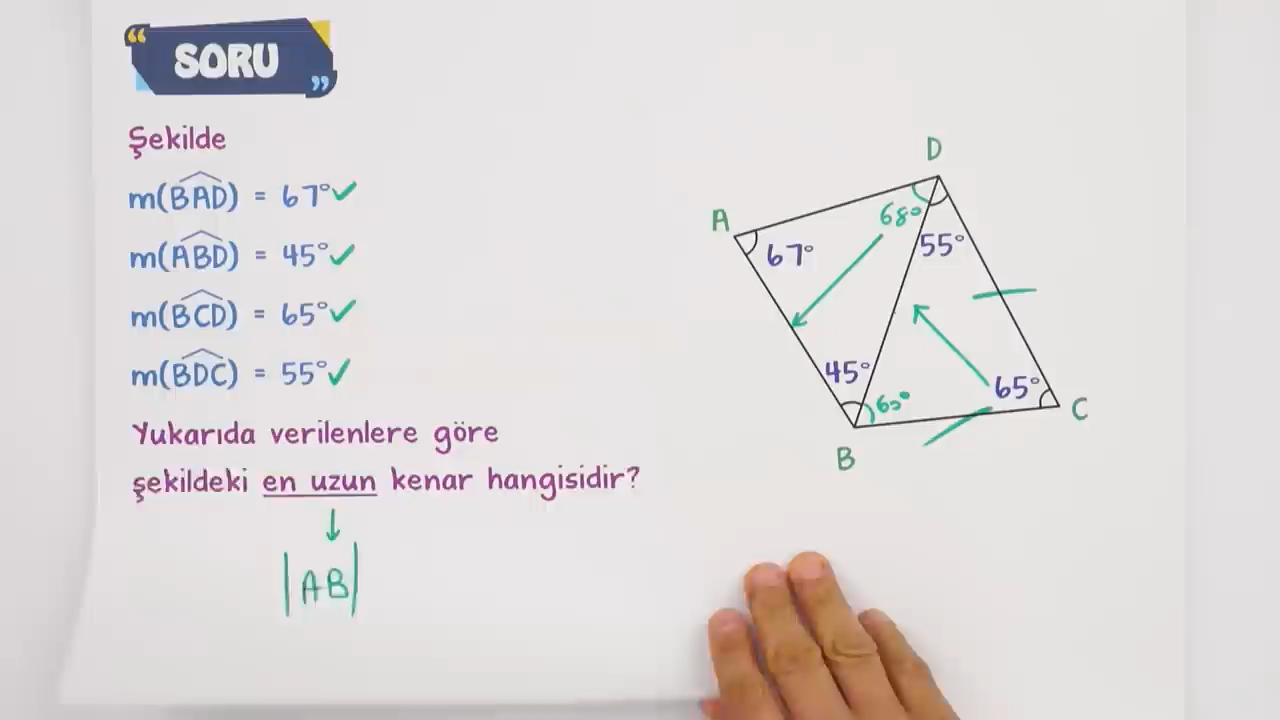 “ SORU ”
Şekilde
m(BAD) = 67° ✓
m(ABD) = 45° ✓
m(BCD) = 65° ✓
m(BDC) = 55° ✓
Yukarıda verilenlere göre
şekildeki en uzun kenar hangisidir?
↓
|AB|
D
A
68°
67°
55°
45°
60°
65°
C
B